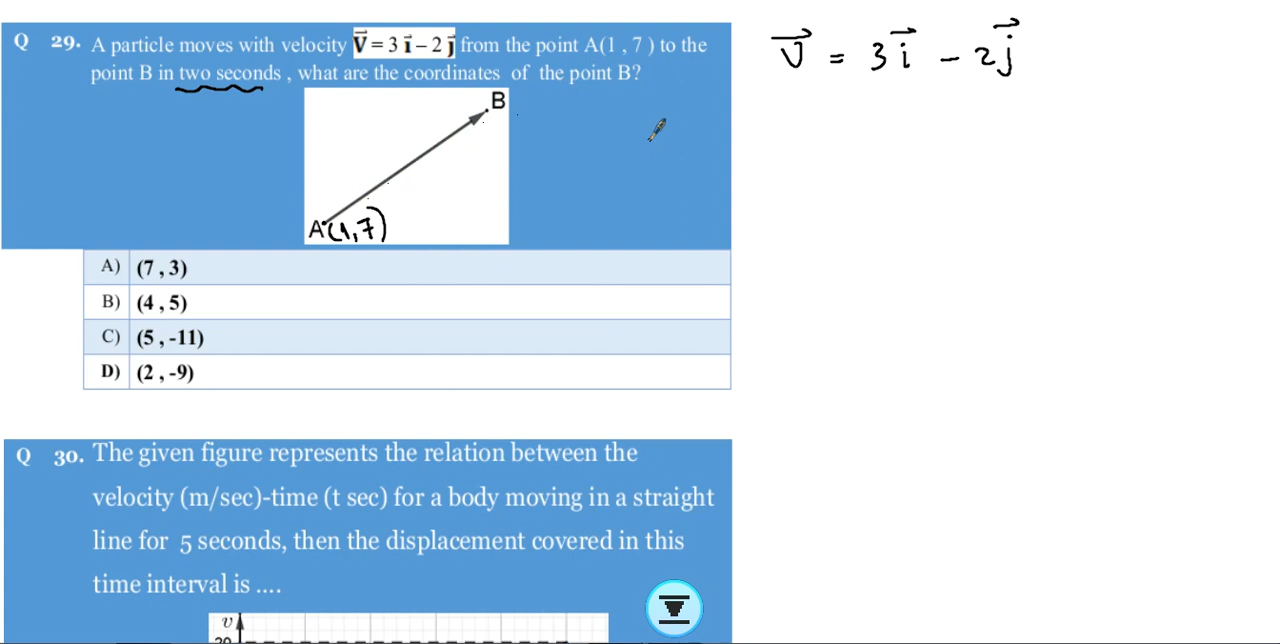 Q 29. A particle moves with velocity V⃗ = 3 i⃗ – 2 j⃗ from the point A(1 , 7 ) to the
point B in two seconds , what are the coordinates of the point B?
B
A(1,7)
A) (7 , 3)
B) (4 , 5)
C) (5 , -11)
D) (2 , -9)
V⃗ = 3 i⃗ - 2 j⃗
Q 30. The given figure represents the relation between the
velocity (m/sec)-time (t sec) for a body moving in a straight
line for 5 seconds, then the displacement covered in this
time interval is ....
υ
20